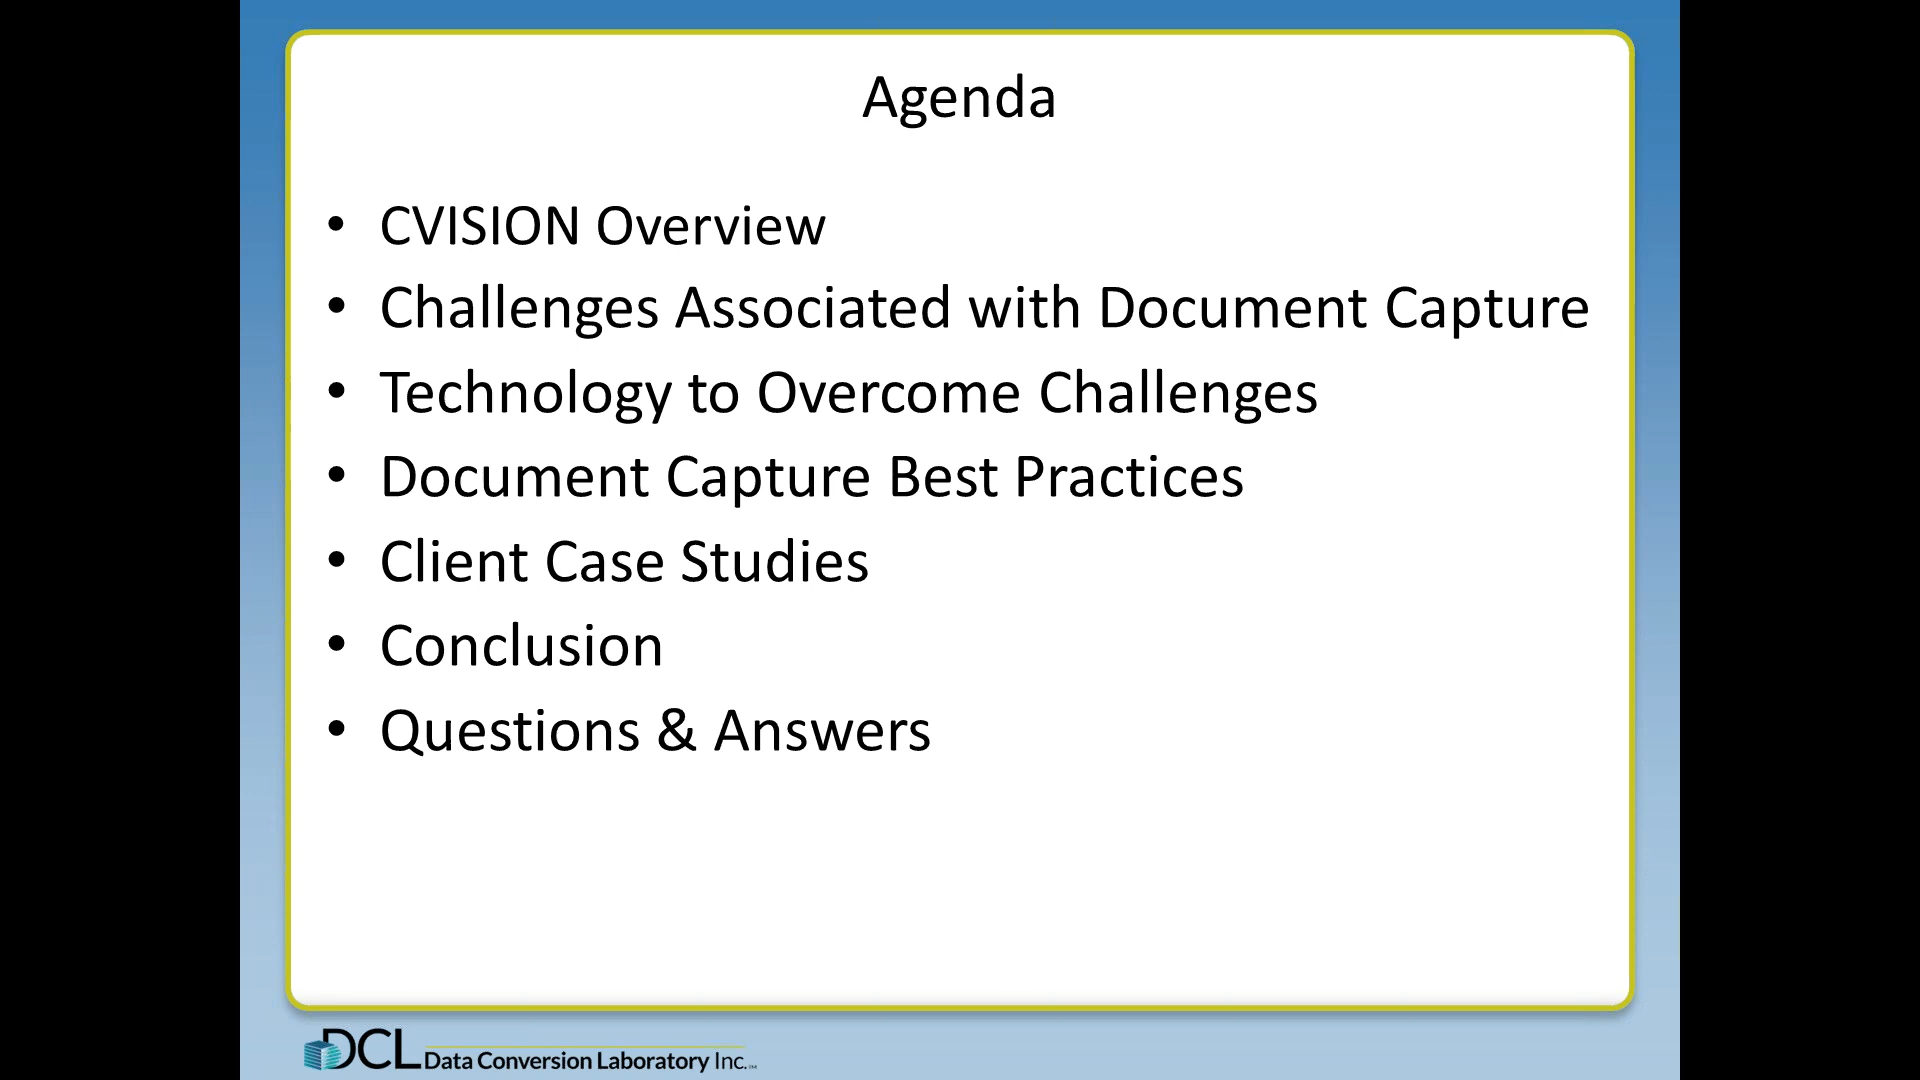 Agenda
• CVISION Overview
• Challenges Associated with Document Capture
• Technology to Overcome Challenges
• Document Capture Best Practices
• Client Case Studies
• Conclusion
• Questions & Answers
DCL Data Conversion Laboratory Inc.™